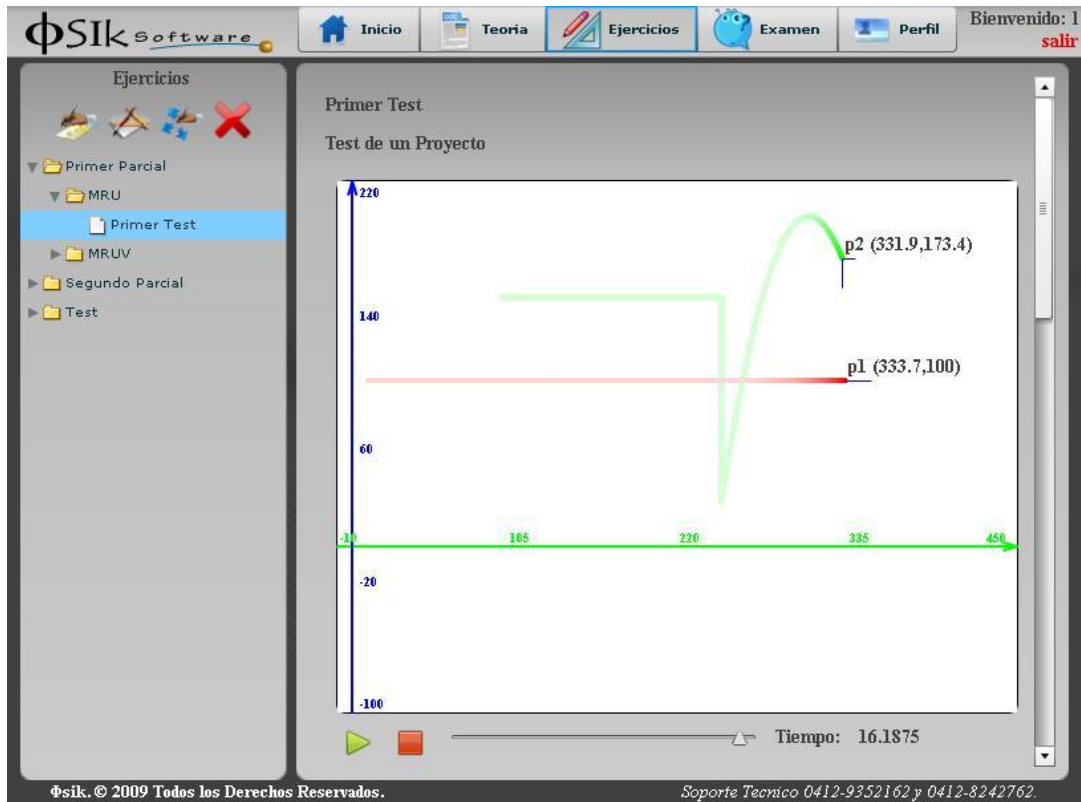 ΦSIk Software
Inicio
Teoria
Ejercicios
Examen
Perfil
Bienvenido: 1
salir
Ejercicios
Primer Parcial
MRU
Primer Test
MRUV
Segundo Parcial
Test
Primer Test
Test de un Proyecto
220
p2 (331.9,173.4)
140
p1 (333.7,100)
60
-10
105
220
335
450
-20
-100
Tiempo: 16.1875
Φsik. © 2009 Todos los Derechos Reservados.
Soporte Tecnico 0412-9352162 y 0412-8242762.